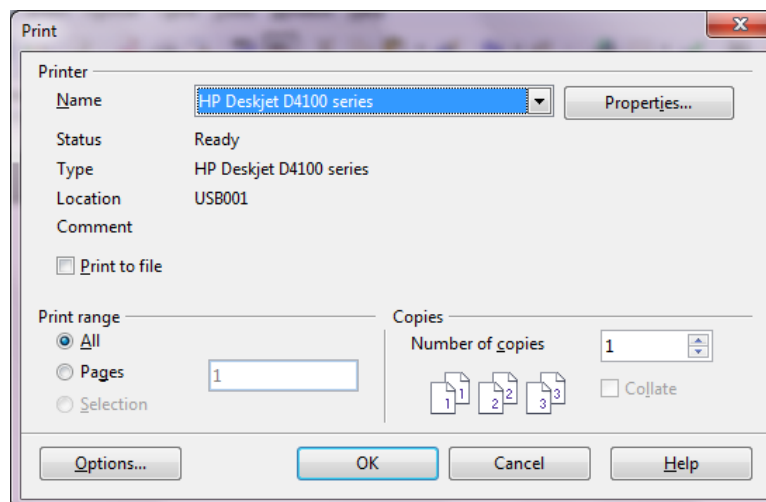 Print
Printer
Name HP Deskjet D4100 series Properties...
Status Ready
Type HP Deskjet D4100 series
Location USB001
Comment
Print to file
Print range
All
Pages 1
Selection
Copies
Number of copies 1
1 1 2 2 3 3 Collate
Options... OK Cancel Help